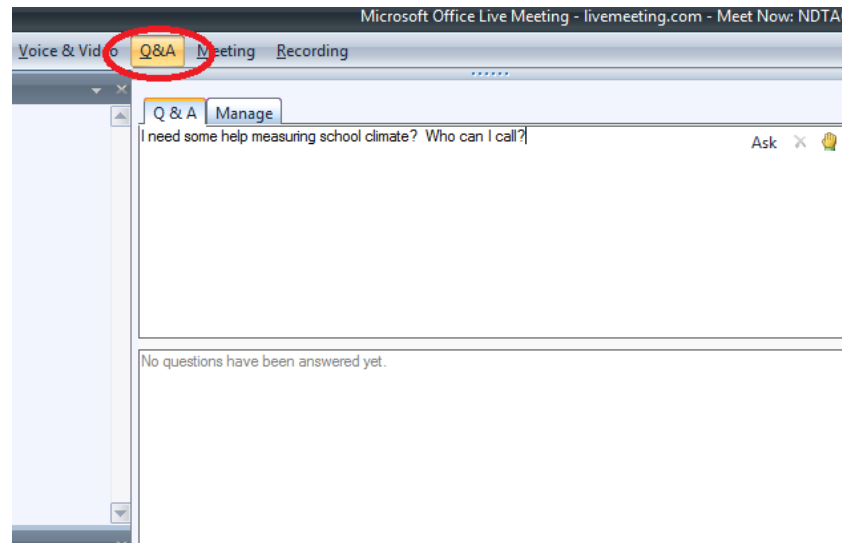 Microsoft Office Live Meeting - livemeeting.com - Meet Now: NDTA
Voice & Video Q&A Meeting Recording
Q & A Manage
I need some help measuring school climate? Who can I call?
Ask
No questions have been answered yet.